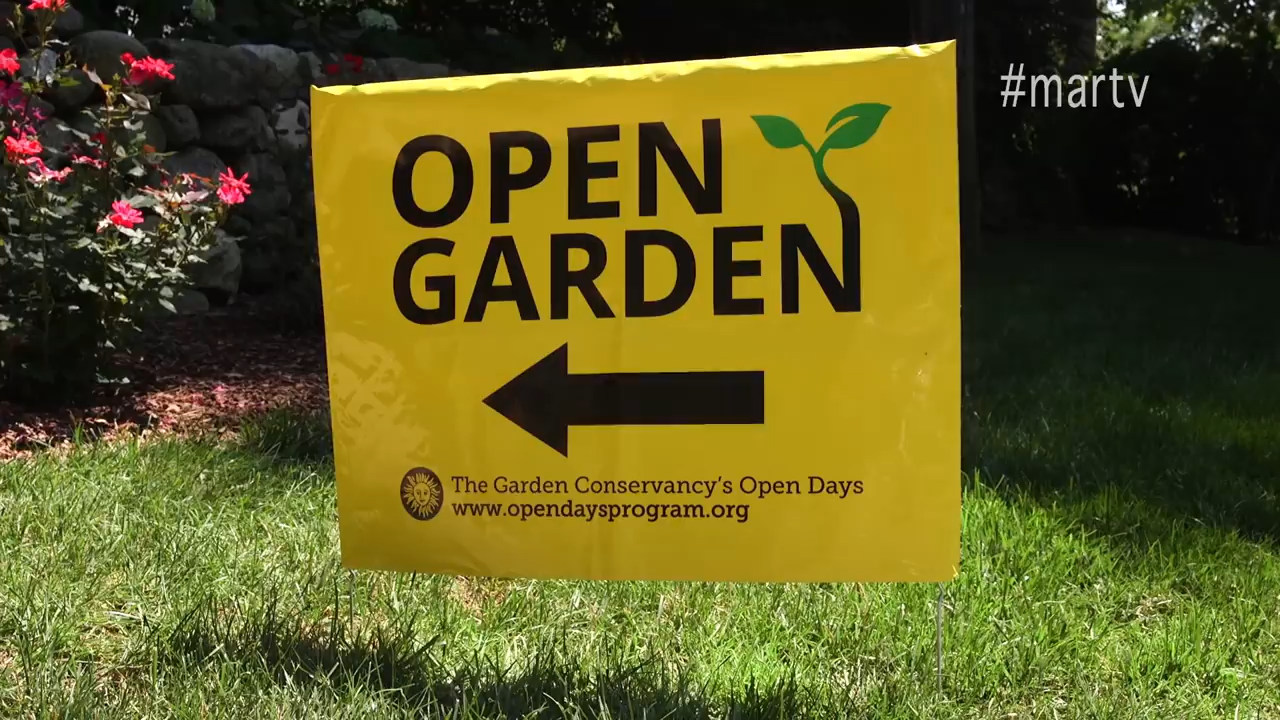 #martv
OPEN
GARDEN
The Garden Conservancy's Open Days
www.opendaysprogram.org